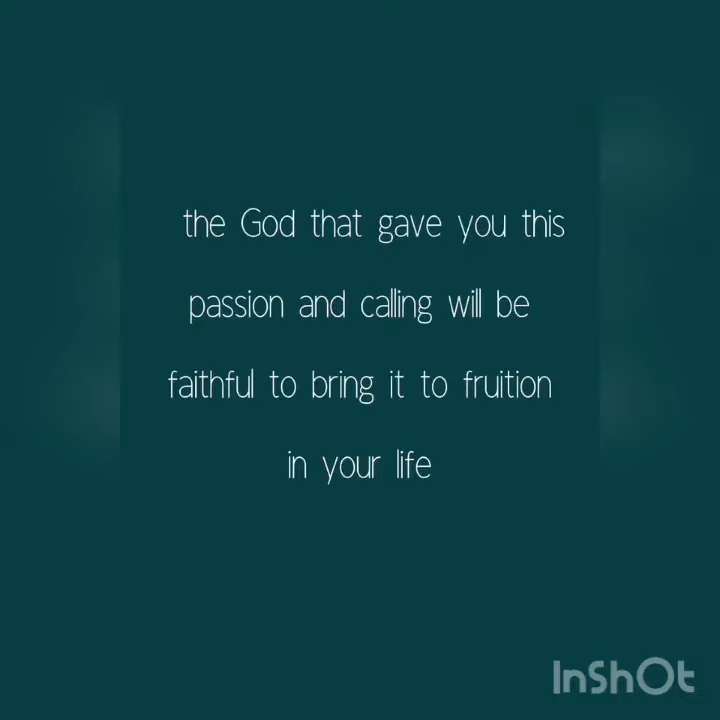 the God that gave you this
passion and calling will be
faithful to bring it to fruition
in your life
InShOt